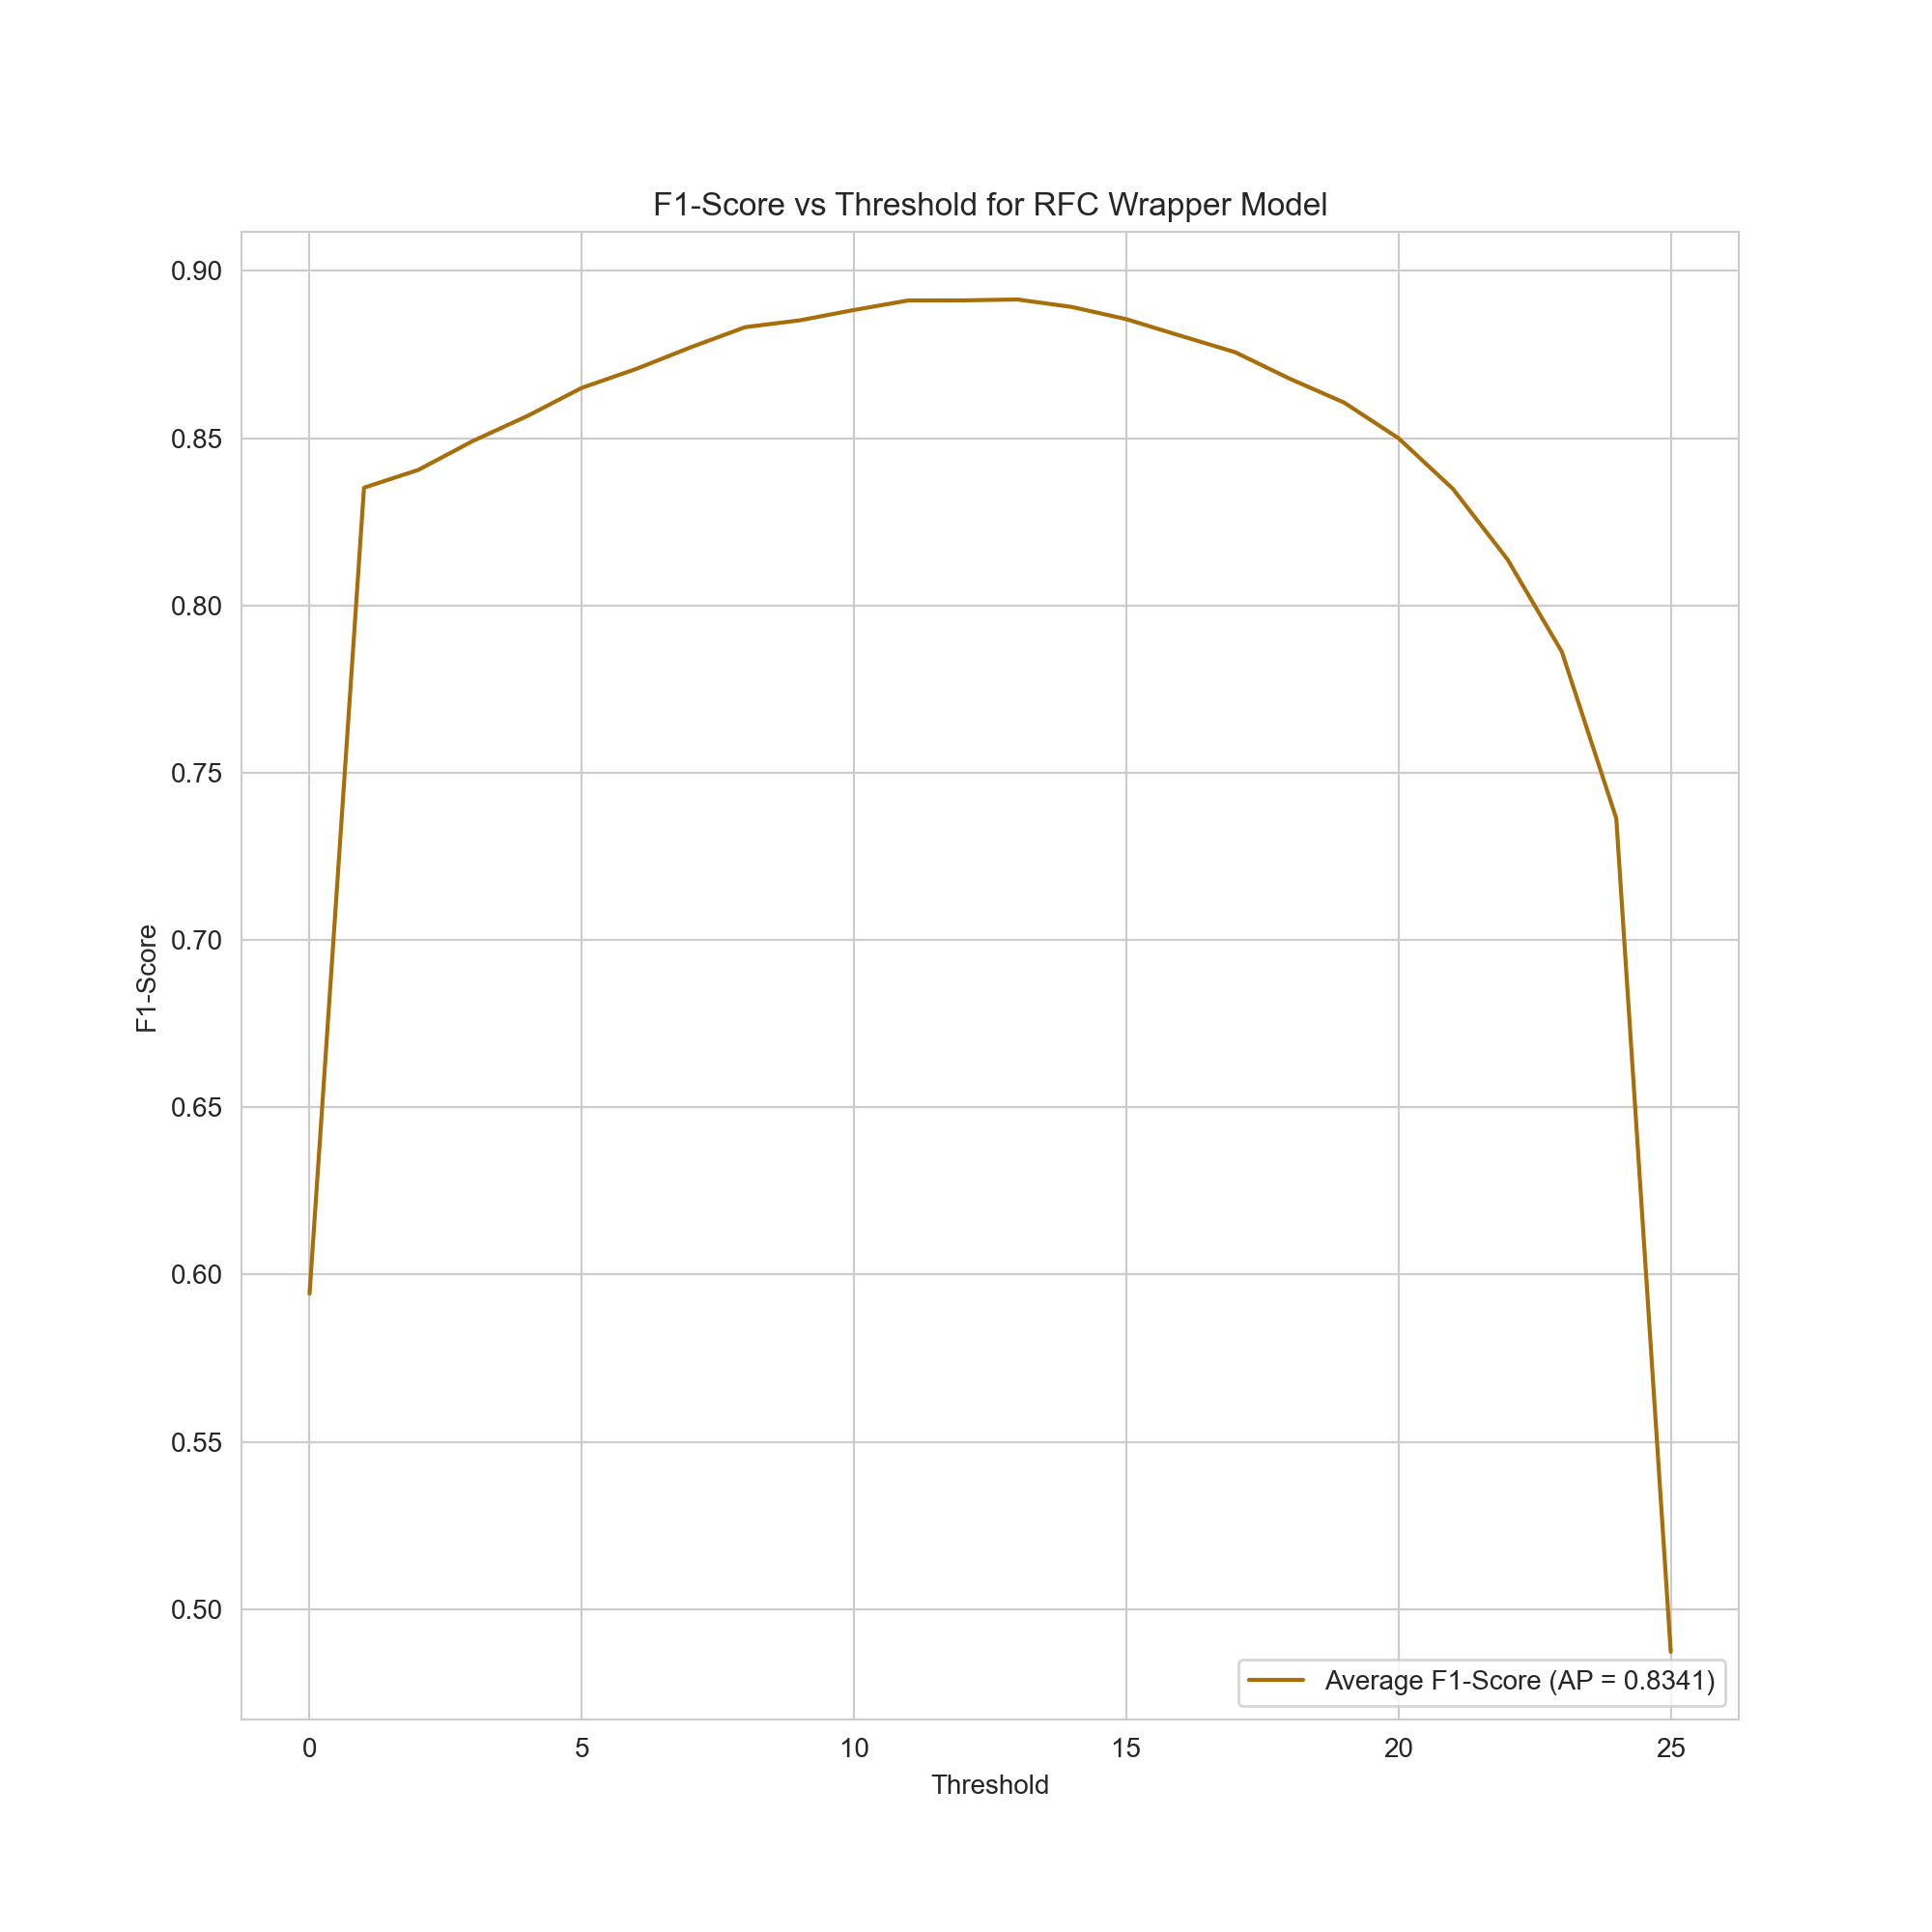 F1-Score vs Threshold for RFC Wrapper Model
0.90
0.85
0.80
0.75
0.70
0.65
0.60
0.55
0.50
F1-Score
Average F1-Score (AP = 0.8341)
0 5 10 15 20 25
Threshold